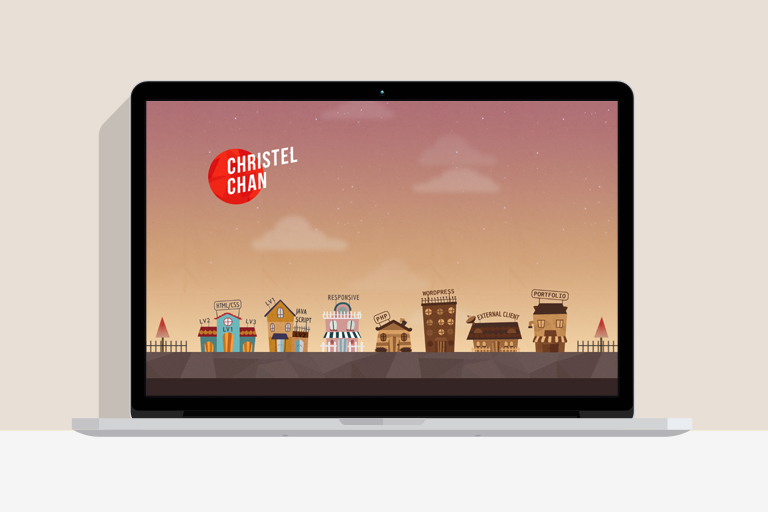 CHRISTEL
CHAN
HTML/CSS
LV2
LV1
LV3
LV1
JAVA
SCRIPT
RESPONSIVE
PHP
WORDPRESS
EXTERNAL CLIENT
PORTFOLIO